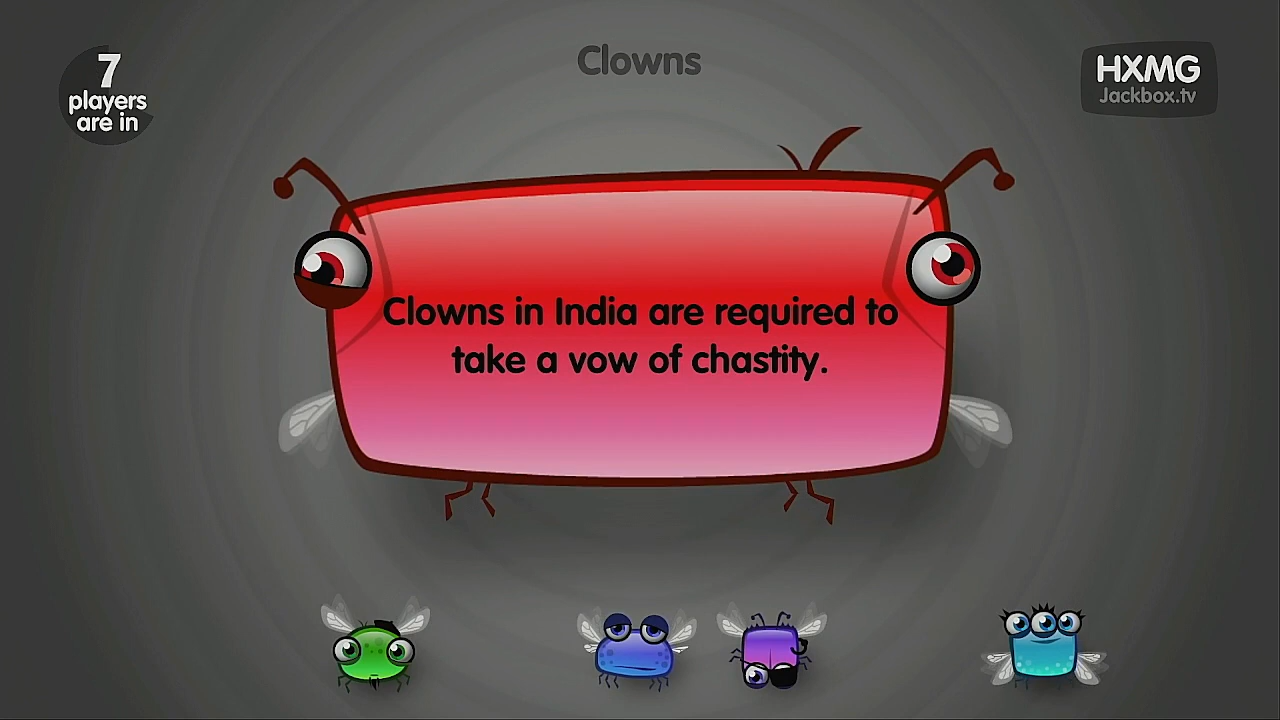 7
players
are in
Clowns
HXMG
Jackbox.tv
Clowns in India are required to
take a vow of chastity.